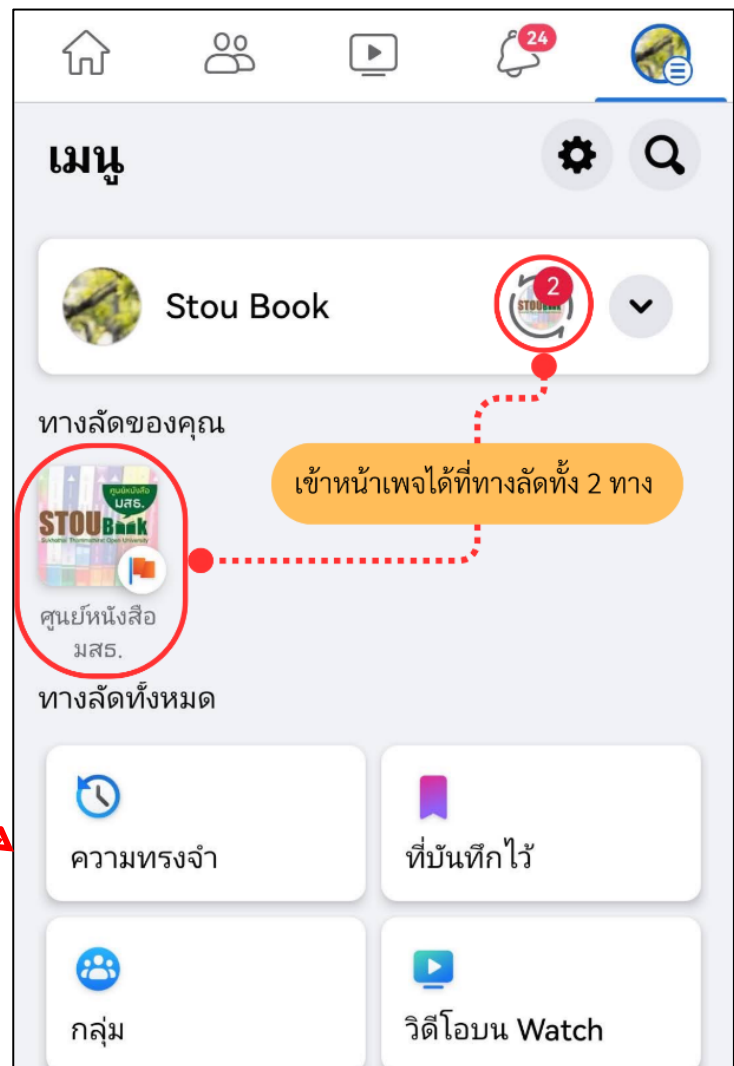 24
เมนู
Stou Book
2
ทางลัดของคุณ
เข้าหน้าเพจได้ที่ทางลัดทั้ง 2 ทาง
ศูนย์หนังสือ
มสธ.
STOUBook
Sukhothai Thammathirat Open University
ศูนย์หนังสือ
มสธ.
ทางลัดทั้งหมด
ความทรงจำ
ที่บันทึกไว้
กลุ่ม
วิดีโอบน Watch